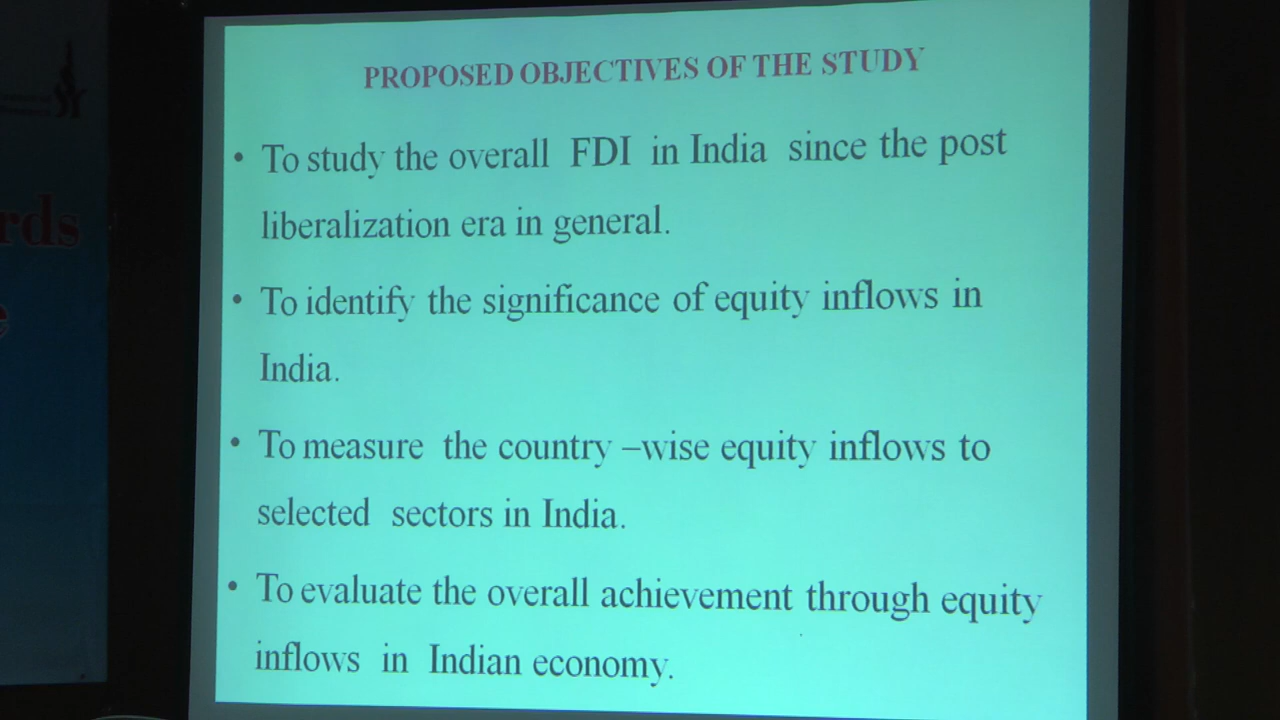 PROPOSED OBJECTIVES OF THE STUDY
• To study the overall FDI in India since the post
liberalization era in general.
• To identify the significance of equity inflows in
India.
• To measure the country –wise equity inflows to
selected sectors in India.
• To evaluate the overall achievement through equity
inflows in Indian economy.
rds
e